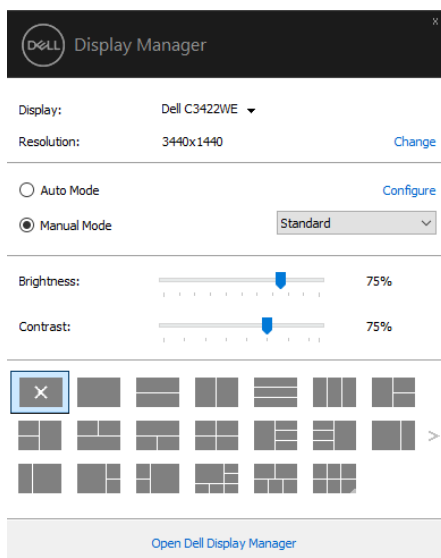 x
DELL Display Manager
Display: Dell C3422WE
Resolution: 3440x1440 Change
Auto Mode Configure
Manual Mode Standard
Brightness: 75%
Contrast: 75%
Open Dell Display Manager